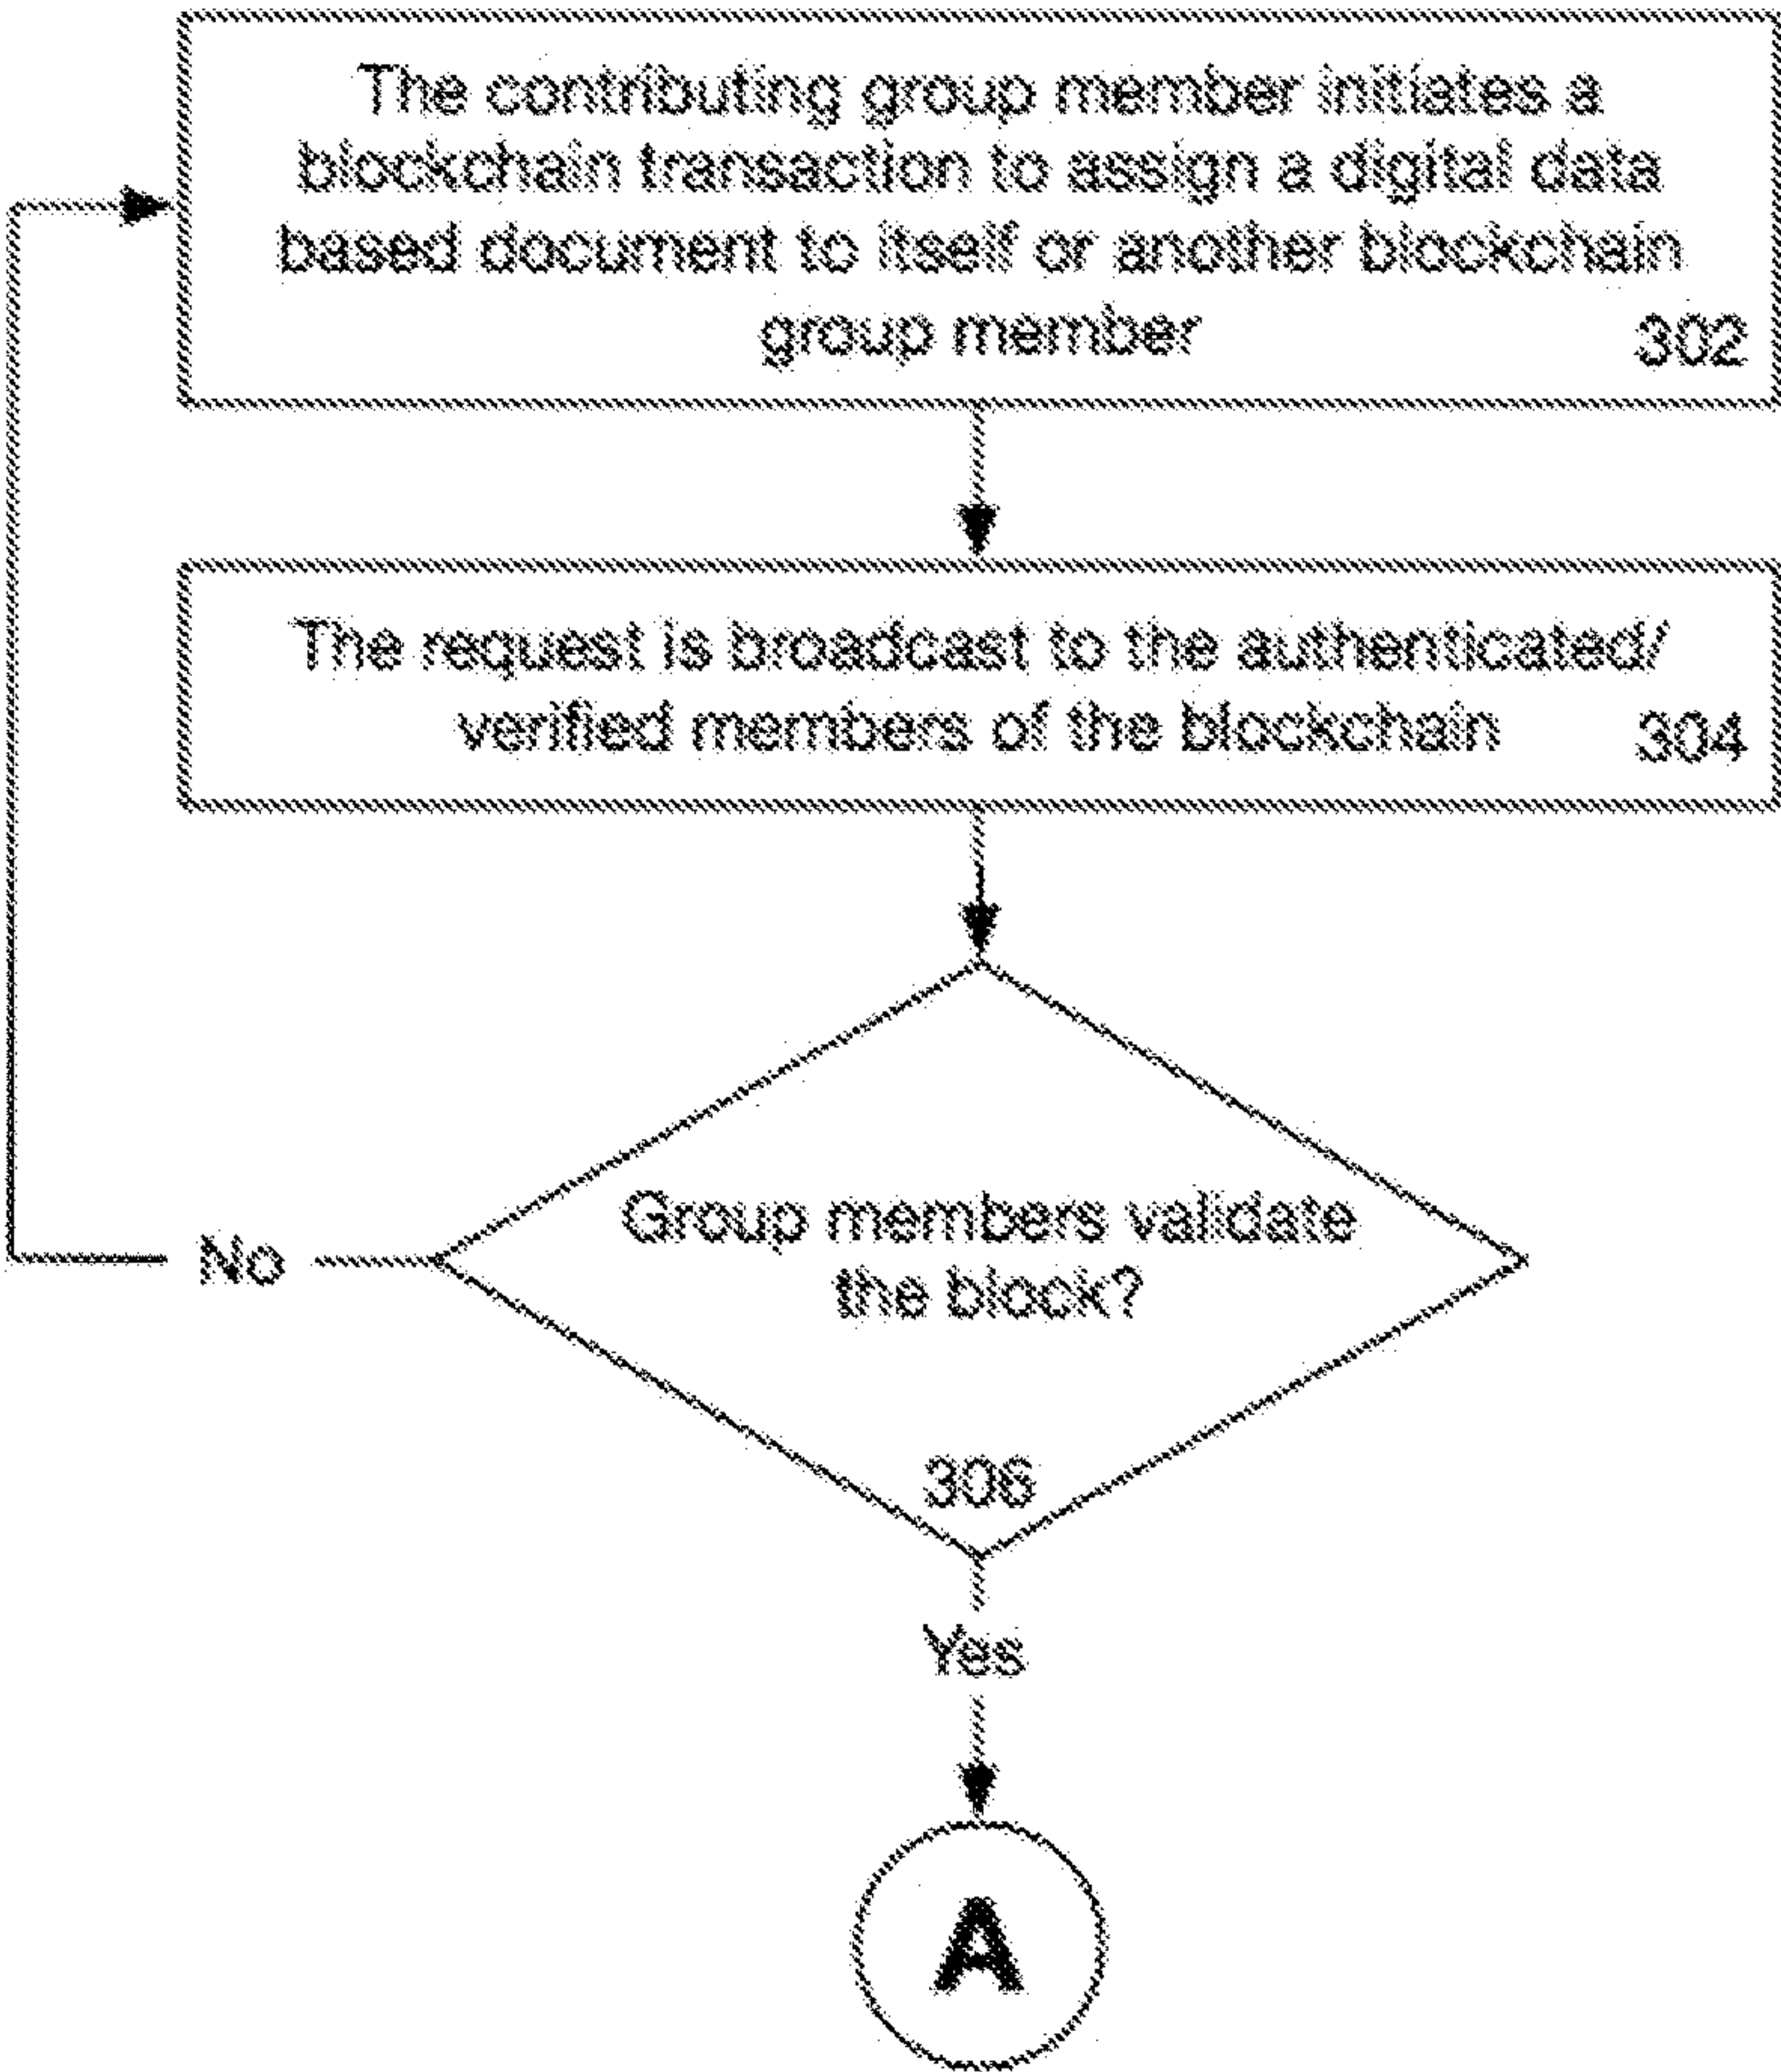 The contributing group member initiates a
blockchain transaction to assign a digital data
based document to itself or another blockchain
group member
302
The request is broadcast to the authenticated/
verified members of the blockchain
304
Group members validate
the block?
No
306
Yes
A